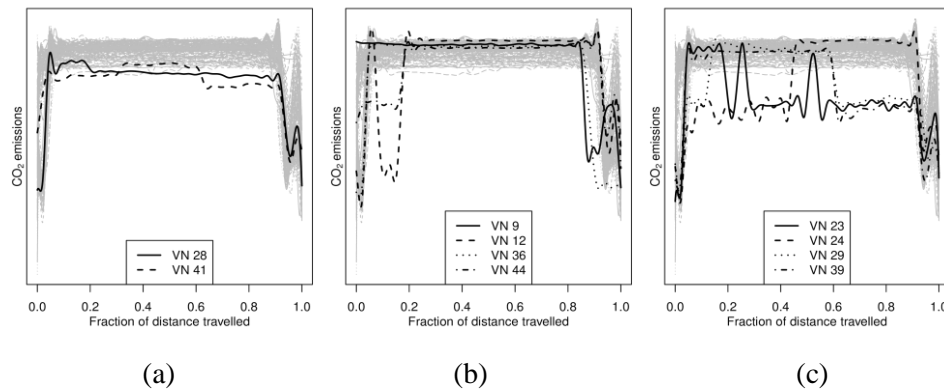 CO2 emissions
VN 28
VN 41
0.0 0.2 0.4 0.6 0.8 1.0
Fraction of distance travelled
(a)
CO2 emissions
VN 9
VN 12
VN 36
VN 44
0.0 0.2 0.4 0.6 0.8 1.0
Fraction of distance travelled
(b)
CO2 emissions
VN 23
VN 24
VN 29
VN 39
0.0 0.2 0.4 0.6 0.8 1.0
Fraction of distance travelled
(c)